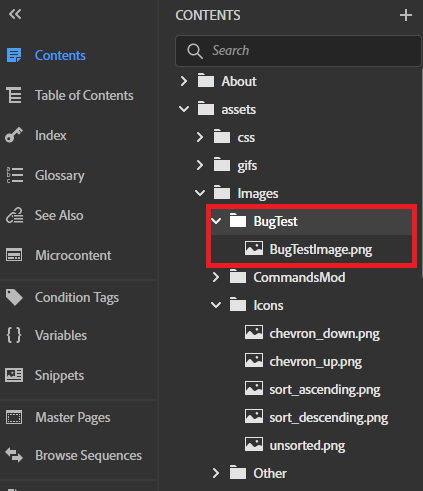 Contents
Table of Contents
Index
Glossary
See Also
Microcontent
Condition Tags
Variables
Snippets
Master Pages
Browse Sequences
CONTENTS
Search
About
assets
css
gifs
Images
BugTest
BugTestImage.png
CommandsMod
Icons
chevron_down.png
chevron_up.png
sort_ascending.png
sort_descending.png
unsorted.png
Other